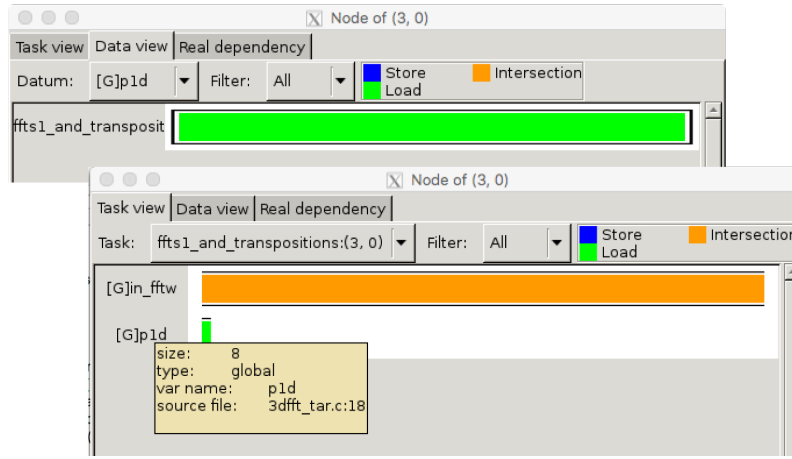 Node of (3, 0)
Task view Data view Real dependency
Datum: [G]p1d Filter: All Store Intersection
Load
ffts1_and_transposit
Node of (3, 0)
Task view Data view Real dependency
Task: ffts1_and_transpositions:(3, 0) Filter: All Store Intersection
Load
[G]in_fftw
[G]p1d
size: 8
type: global
var name: p1d
source file: 3dfft_tar.c:18